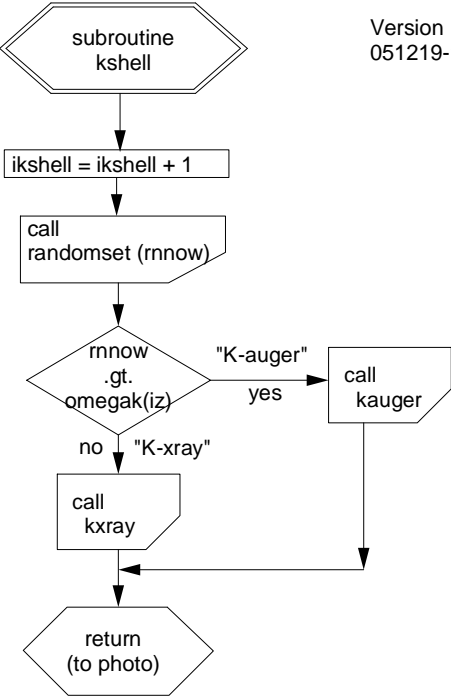 subroutine
kshell
Version
051219-
ikshell = ikshell + 1
call
randomset (rnnow)
rnnow
.gt.
omegak(iz)
"K-auger"
yes
call
kauger
no "K-xray"
call
kxray
return
(to photo)